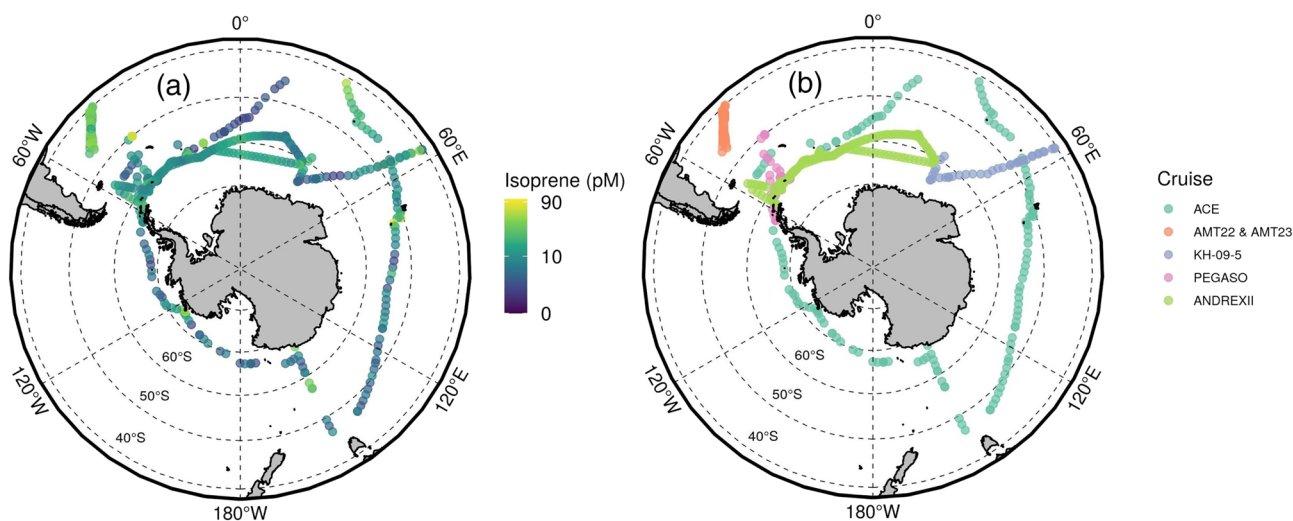 0°
(a)
60°W
60°E
60°S
50°S
40°S
120°W
120°E
180°W
Isoprene (pM)
90
10
0
0°
(b)
60°W
60°E
60°S
50°S
40°S
120°W
120°E
180°W
Cruise
ACE
AMT22 & AMT23
KH-09-5
PEGASO
ANDREXII